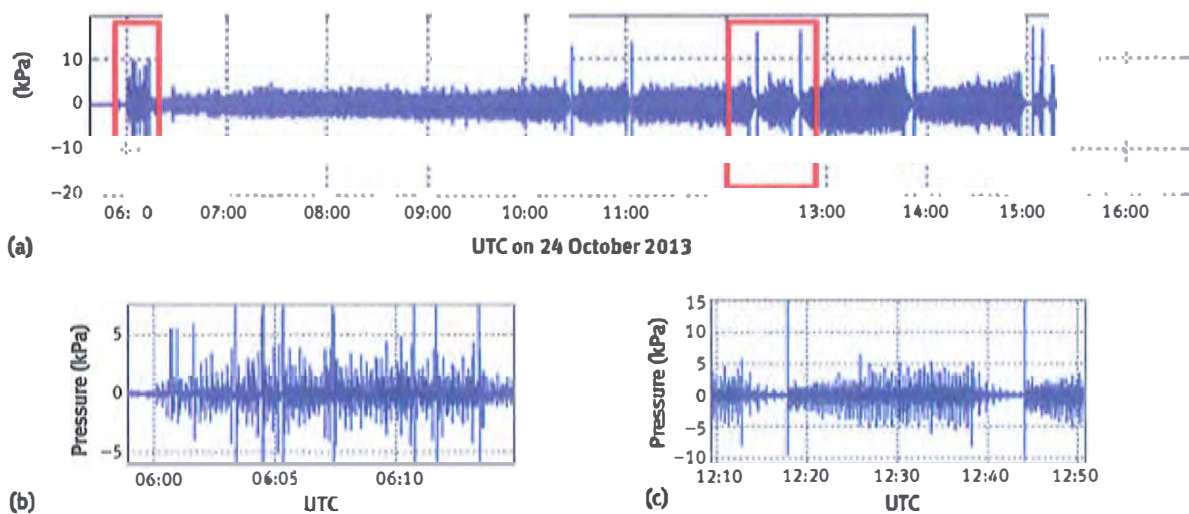 (kPa)
10
0
−10
−20
06: 0 07:00 08:00 09:00 10:00 11:00 13:00 14:00 15:00 16:00
(a)
UTC on 24 October 2013
Pressure (kPa)
5
0
−5
06:00 06:05 06:10
(b)
UTC
Pressure (kPa)
15
10
5
0
−5
−10
12:10 12:20 12:30 12:40 12:50
(c)
UTC